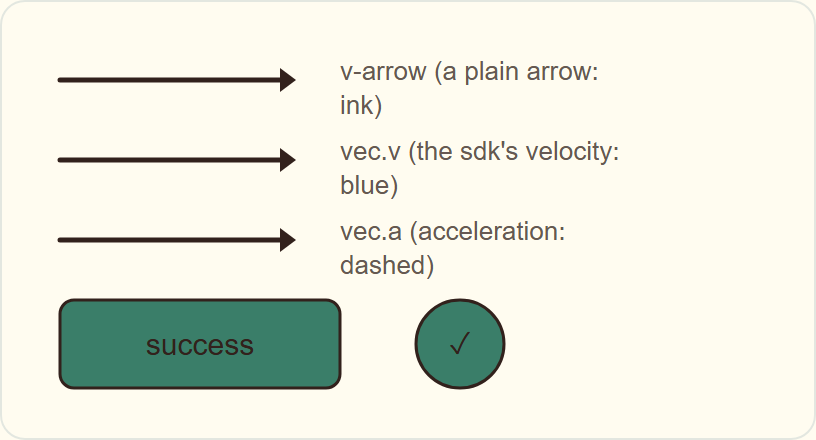 v-arrow (a plain arrow:
ink)
vec.v (the sdk's velocity:
blue)
vec.a (acceleration:
dashed)
success
✓